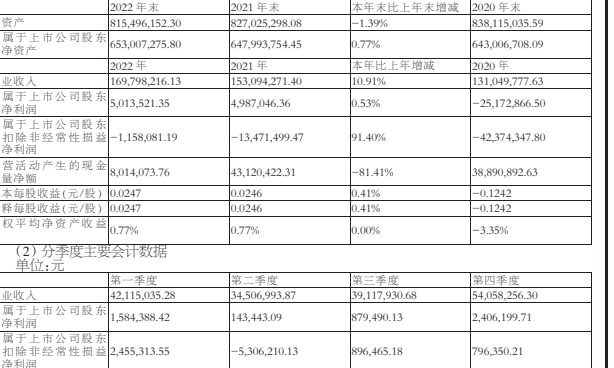 2022 年末 2021 年末 本年末比上年末增减 2020 年末
资产 815,496,152.30 827,025,298.08 −1.39% 838,115,035.59
属于上市公司股东
净资产 653,007,275.80 647,993,754.45 0.77% 643,006,708.09
2022 年 2021 年 本年比上年增减 2020 年
业收入 169,798,216.13 153,094,271.40 10.91% 131,049,777.63
属于上市公司股东
净利润 5,013,521.35 4,987,046.36 0.53% −25,172,866.50
属于上市公司股东
扣除非经常性损益 −1,158,081.19 −13,471,499.47 91.40% −42,374,347.80
净利润
营活动产生的现金
量净额 8,014,073.76 43,120,422.31 −81.41% 38,890,892.63
本每股收益(元/股) 0.0247 0.0246 0.41% −0.1242
释每股收益(元/股) 0.0247 0.0246 0.41% −0.1242
权平均净资产收益 0.77% 0.77% 0.00% −3.35%
(2) 分季度主要会计数据
单位:元
第一季度 第二季度 第三季度 第四季度
业收入 42,115,035.28 34,506,993.87 39,117,930.68 54,058,256.30
属于上市公司股东
净利润 1,584,388.42 143,443.09 879,490.13 2,406,199.71
属于上市公司股东
扣除非经常性损益 2,455,313.55 −5,306,210.13 896,465.18 796,350.21
净利润